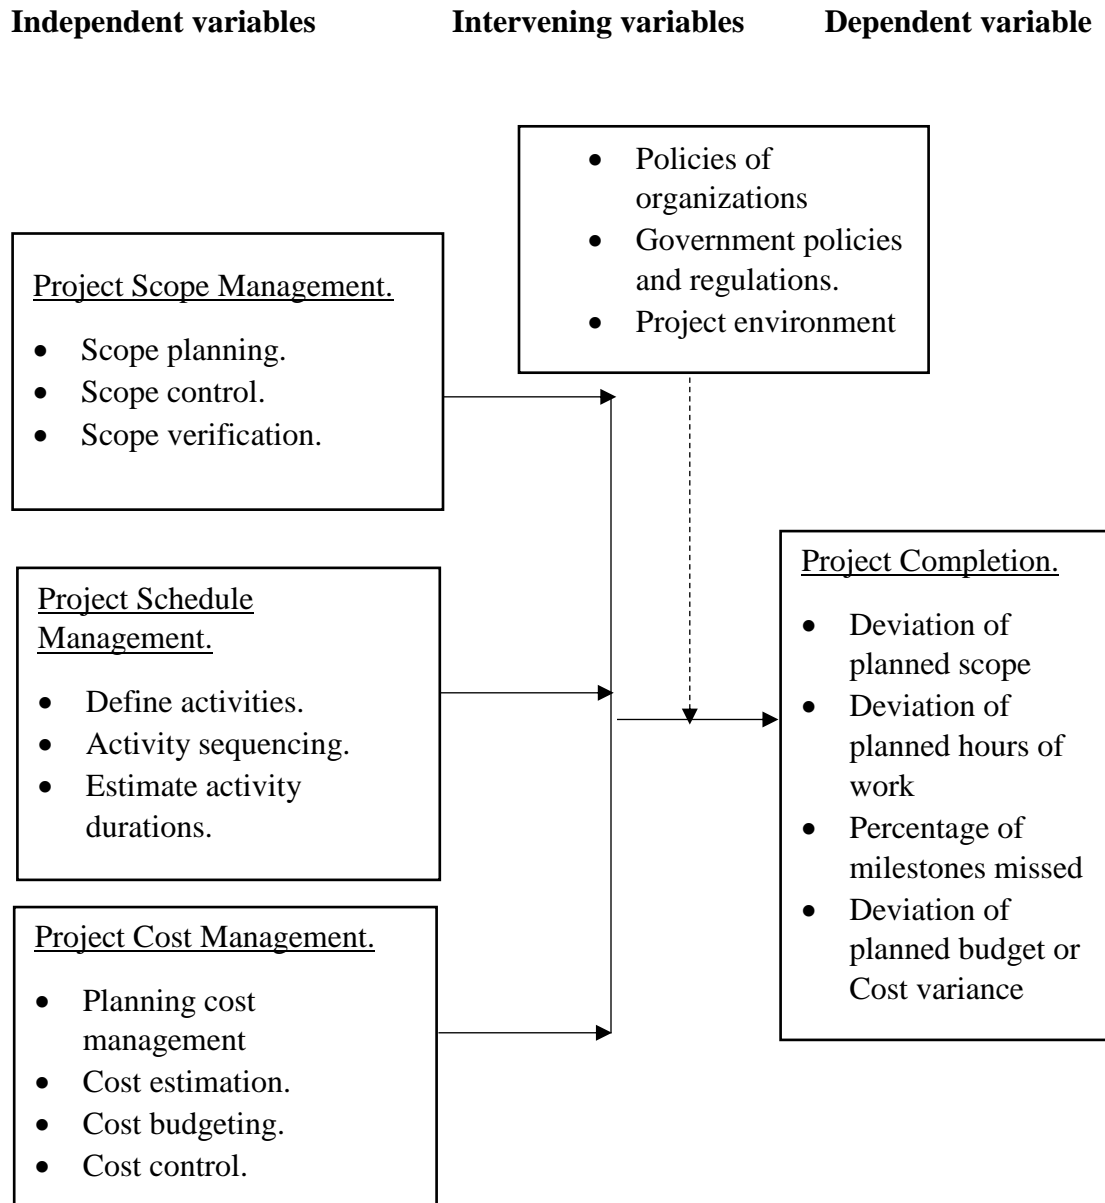 Independent variables Intervening variables Dependent variable
• Policies of
organizations
• Government policies
and regulations.
• Project environment
Project Scope Management.
• Scope planning.
• Scope control.
• Scope verification.
Project Schedule
Management.
• Define activities.
• Activity sequencing.
• Estimate activity
durations.
Project Cost Management.
• Planning cost
management
• Cost estimation.
• Cost budgeting.
• Cost control.
Project Completion.
• Deviation of
planned scope
• Deviation of
planned hours of
work
• Percentage of
milestones missed
• Deviation of
planned budget or
Cost variance